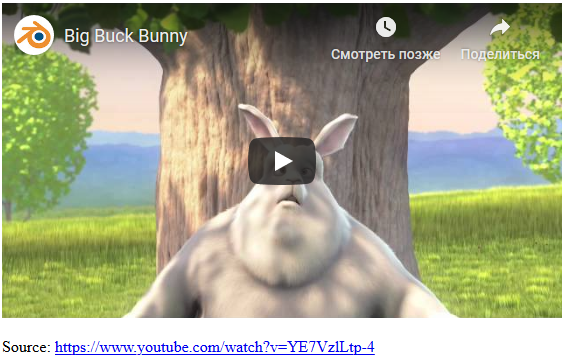 Big Buck Bunny
Смотреть позже
Поделиться
Source: https://www.youtube.com/watch?v=YE7VzlLtp-4